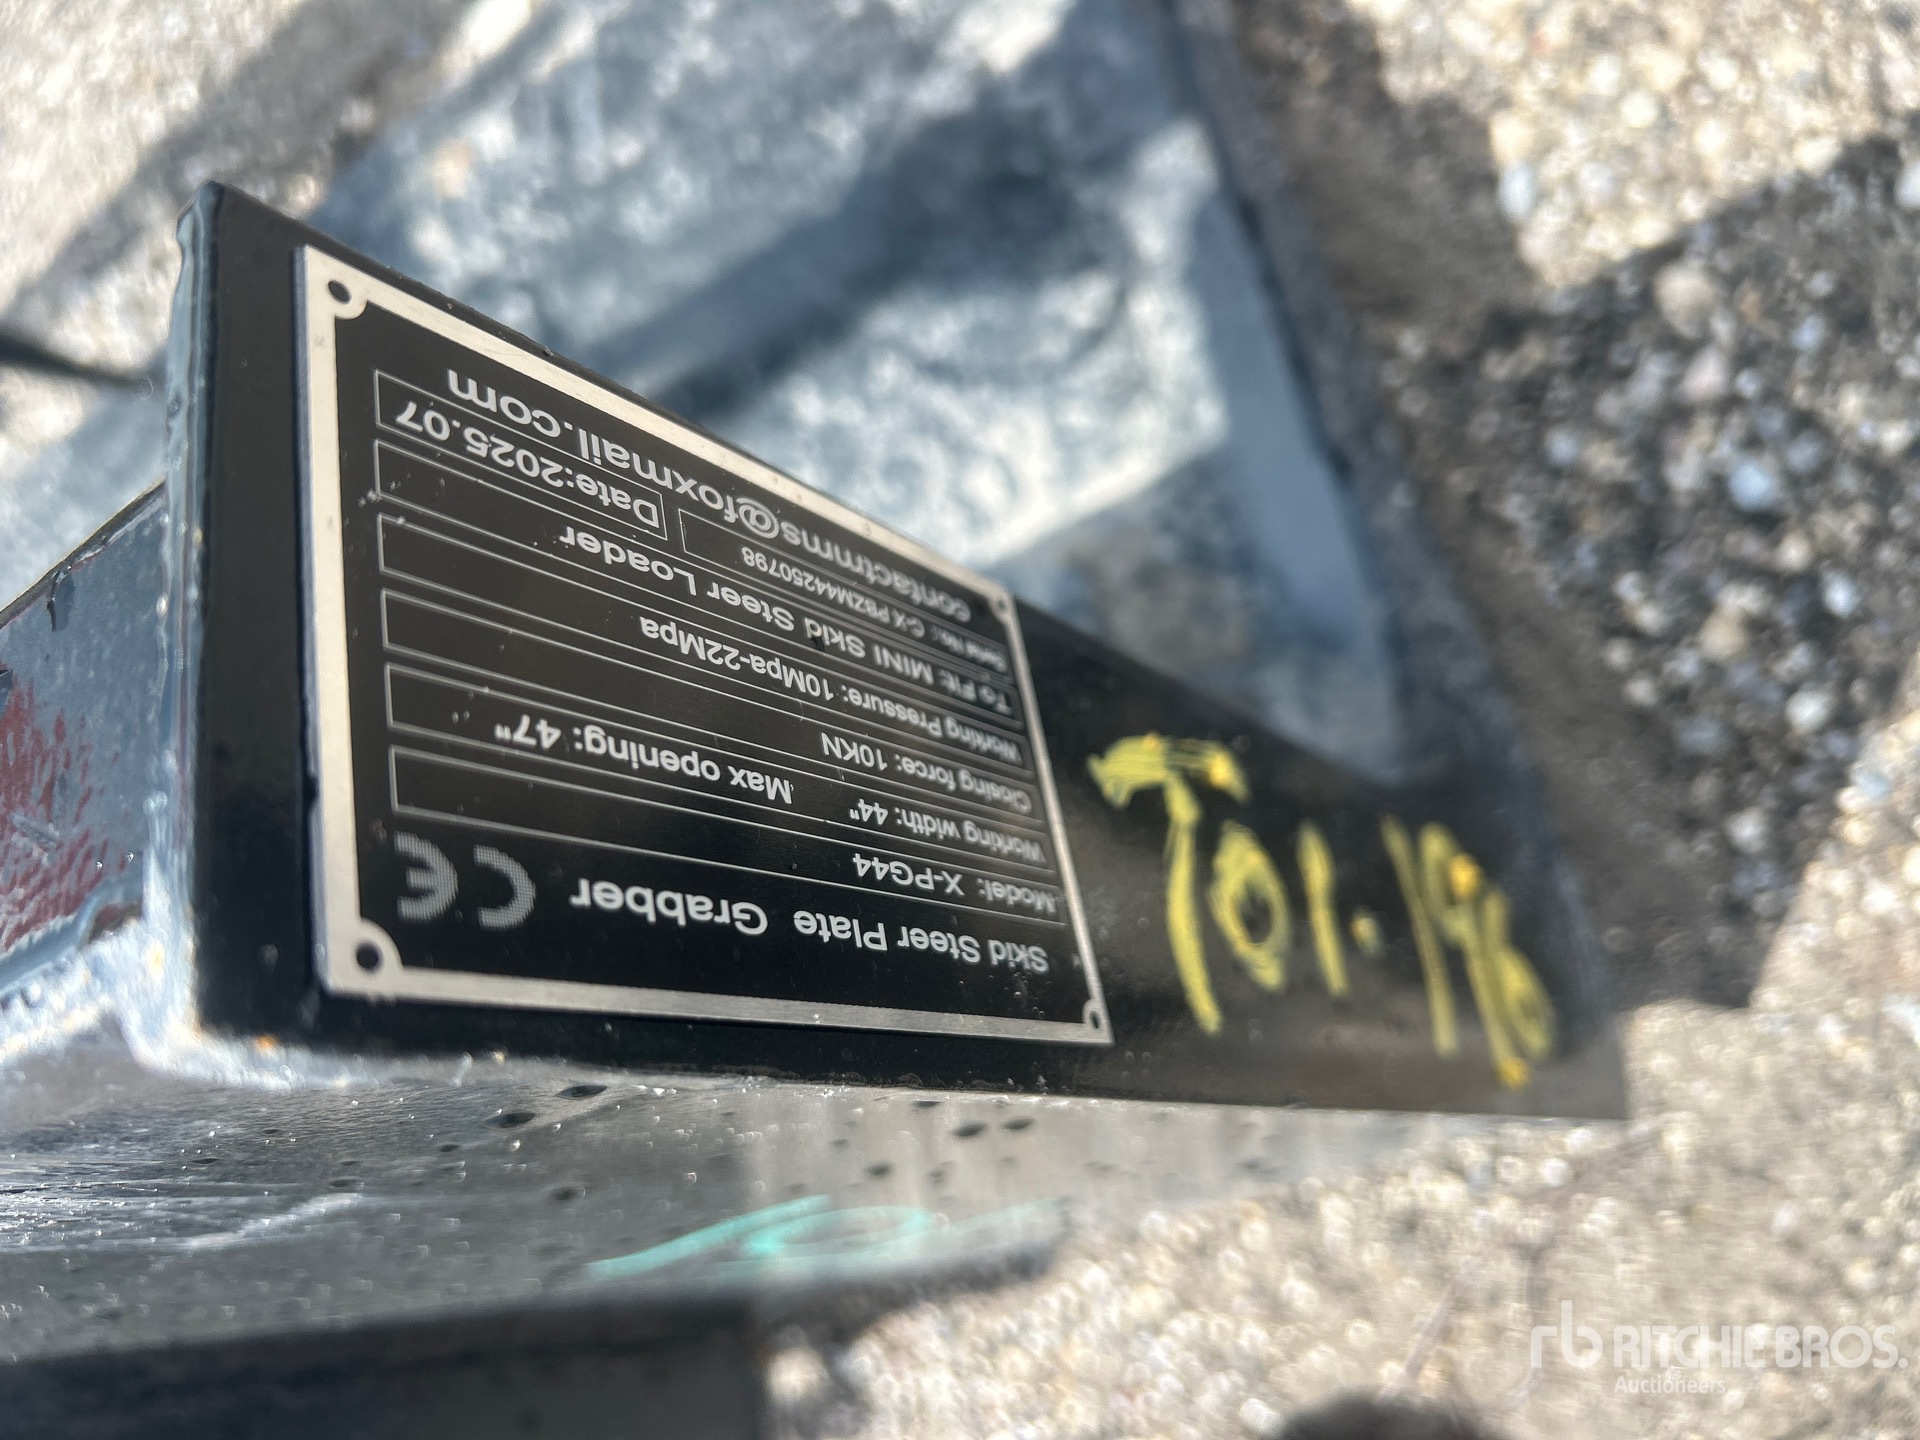 Skid Steer Plate Grabber CE
Model: X-PG44
Working width: 44" Max opening: 47"
Closing force: 10KN
Working Pressure: 10Mpa-22Mpa
To Fit: MINI Skid Steer Loader
Serial No.: C-X PBZM44250798 Date:2025.07
contactmms@foxmail.com
T01.196
rb RITCHIE BROS.
Auctioneers